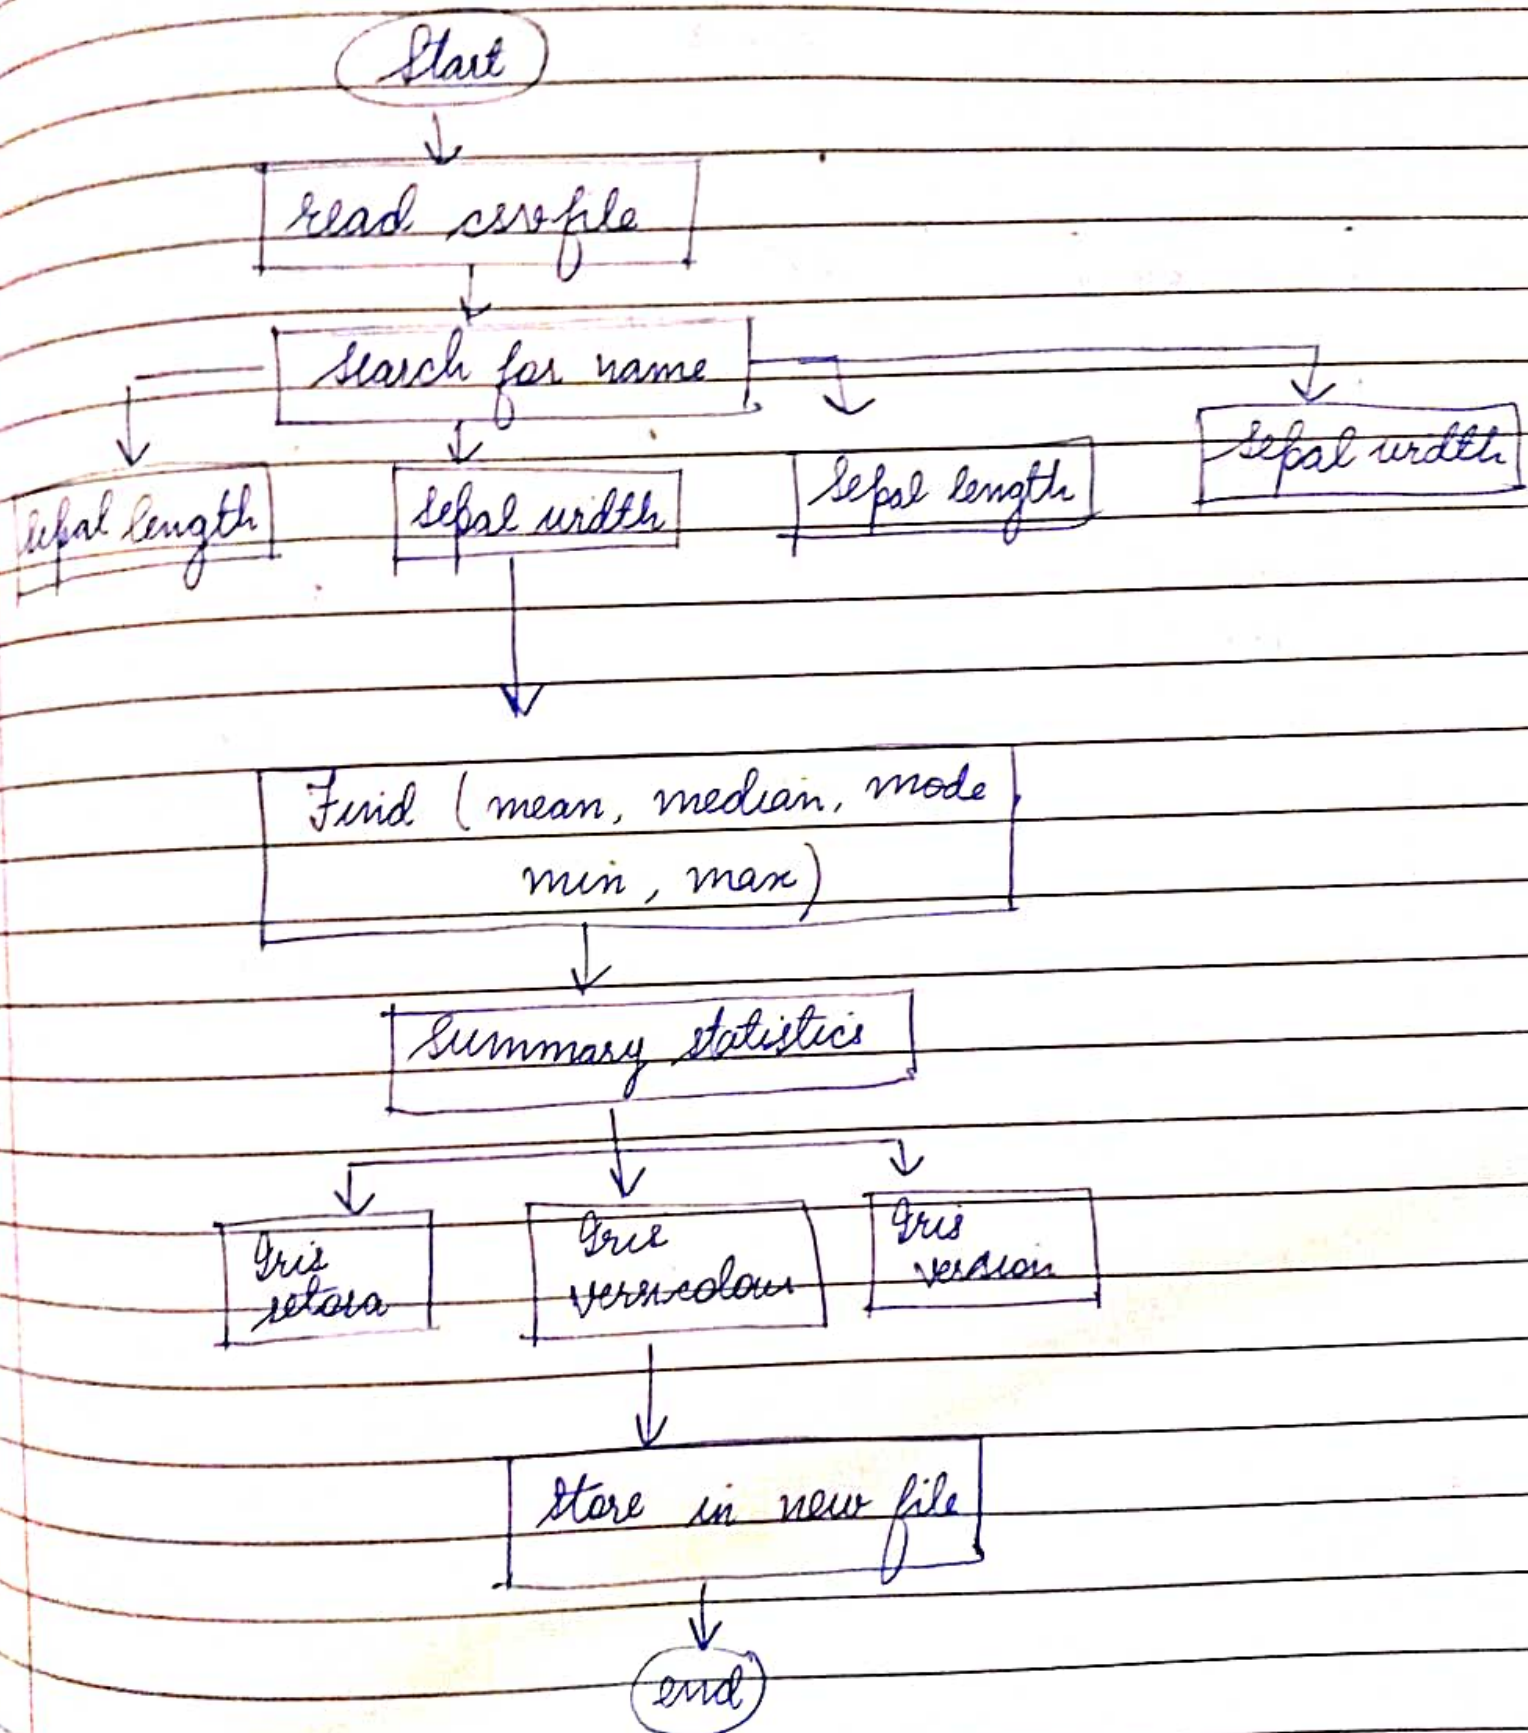 Start
read csv file
Search for name
sepal length
sepal width
Sepal length
sepal width
Find (mean, median, mode
min, max)
Summary statistics
Iris
setosa
Iris
versicolour
Iris
version
Store in new file
end